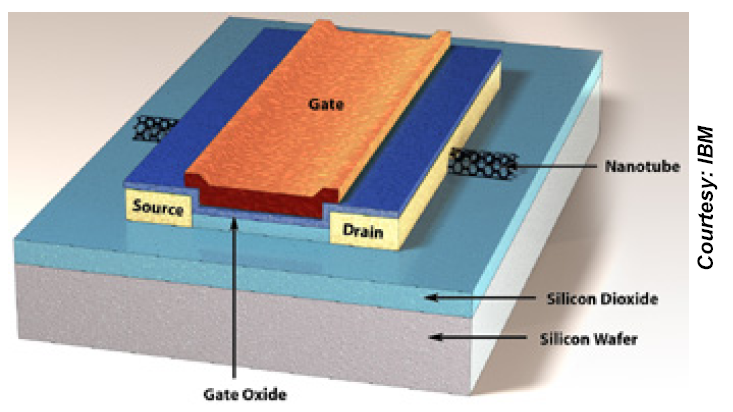 Gate
Nanotube
Source
Drain
Silicon Dioxide
Silicon Wafer
Gate Oxide
Courtesy: IBM